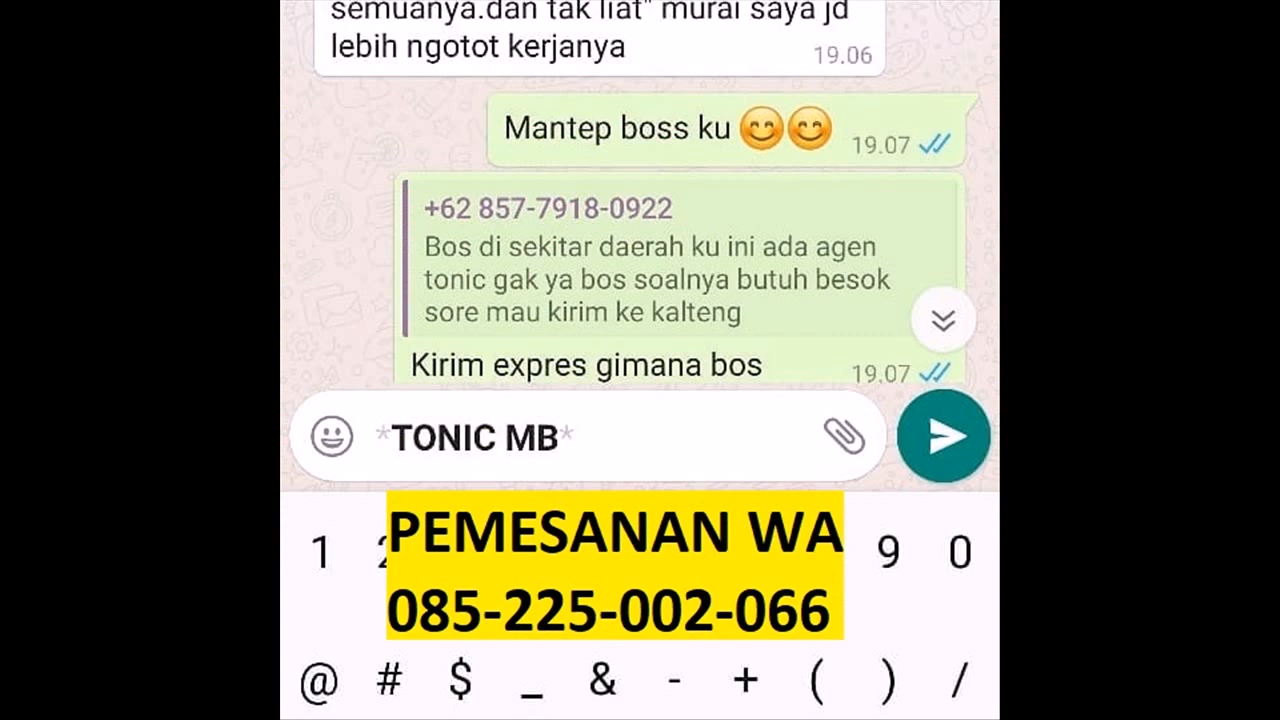 semuanya.dan tak liat" murai saya jd
lebih ngotot kerjanya
19.06
Mantep boss ku 😊😊
19.07
+62 857-7918-0922
Bos di sekitar daerah ku ini ada agen
tonic gak ya bos soalnya butuh besok
sore mau kirim ke kalteng
Kirim expres gimana bos
19.07
*TONIC MB*
PEMESANAN WA
1 2 9 0
085-225-002-066
@ # $ _ & - + ( ) /